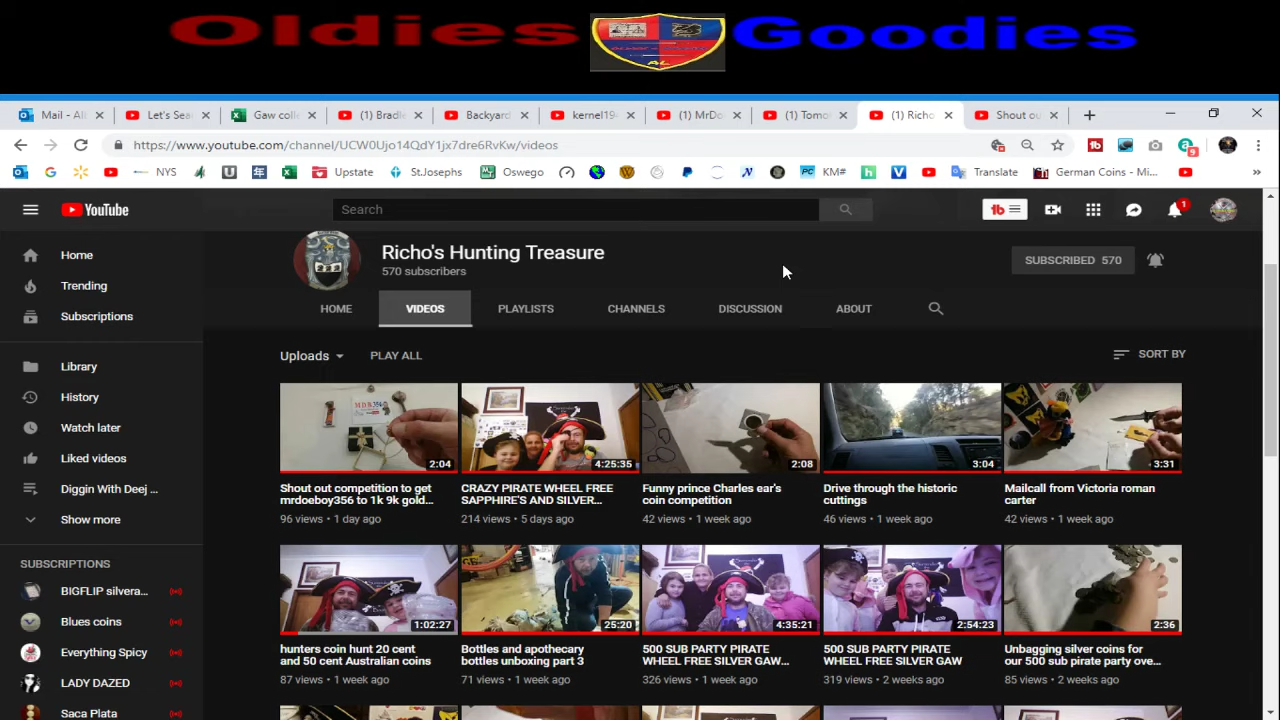 Oldies Goodies
AL
Mail - Alb
Let's Sea
Gaw coll
(1) Bradl
Backyard
kernel19
(1) MrDo
(1) Tomo
(1) Richo
Shout ou
https://www.youtube.com/channel/UCW0Ujo14QdY1jx7dre6RvKw/videos
9
NYS
Upstate
St.Josephs
Oswego
KM#
Translate
German Coins - Mi...
»
YouTube
Search
1
Richo's Hunting Treasure
570 subscribers
SUBSCRIBED 570
HOME
VIDEOS
PLAYLISTS
CHANNELS
DISCUSSION
ABOUT
Home
Trending
Subscriptions
Library
History
Watch later
Liked videos
Diggin With Deej ...
Show more
SUBSCRIPTIONS
BIGFLIP silvera...
Blues coins
Everything Spicy
LADY DAZED
Saca Plata
Uploads
PLAY ALL
SORT BY
2:04
Shout out competition to get
mrdoeboy356 to 1k 9k gold...
96 views • 1 day ago
4:25:35
CRAZY PIRATE WHEEL FREE
SAPPHIRE'S AND SILVER...
214 views • 5 days ago
2:08
Funny prince Charles ear's
coin competition
42 views • 1 week ago
3:04
Drive through the historic
cuttings
46 views • 1 week ago
3:31
Mailcall from Victoria roman
carter
42 views • 1 week ago
1:02:27
hunters coin hunt 20 cent
and 50 cent Australian coins
87 views • 1 week ago
25:20
Bottles and apothecary
bottles unboxing part 3
71 views • 1 week ago
4:35:21
500 SUB PARTY PIRATE
WHEEL FREE SILVER GAW...
326 views • 1 week ago
2:54:23
500 SUB PARTY PIRATE
WHEEL FREE SILVER GAW
319 views • 2 weeks ago
2:36
Unbagging silver coins for
our 500 sub pirate party ove...
85 views • 2 weeks ago